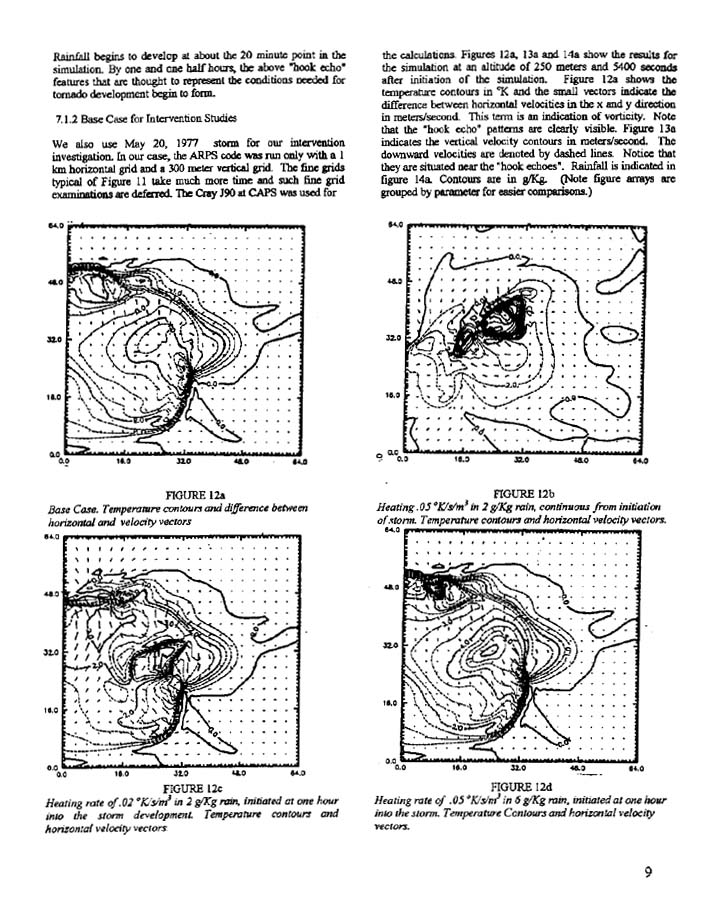 Rainfall begins to develop at about the 20 minute point in the
simulation. By one and one half hours, the above "hook echo"
features that are thought to represent the conditions needed for
tornado development begin to form.
7.1.2 Base Case for Intervention Studies
We also use May 20, 1977 storm for our intervention
investigation. In our case, the ARPS code was run only with a 1
km horizontal grid and a 300 meter vertical grid. The fine grids
typical of Figure 11 take much more time and such fine grid
examinations are deferred. The Cray J90 at CAPS was used for
the calculations. Figures 12a, 13a and 14a show the results for
the simulation at an altitude of 250 meters and 5400 seconds
after initiation of the simulation. Figure 12a shows the
temperature contours in °K and the small vectors indicate the
difference between horizontal velocities in the x and y direction
in meters/second. This term is an indication of vorticity. Note
that the "hook echo" patterns are clearly visible. Figure 13a
indicates the vertical velocity contours in meters/second. The
downward velocities are denoted by dashed lines. Notice that
they are situated near the "hook echoes". Rainfall is indicated in
figure 14a. Contours are in g/Kg. (Note figure arrays are
grouped by parameter for easier comparisons.)
64.0
48.0
32.0
16.0
0.0
0.0 16.0 32.0 48.0 64.0
FIGURE 12a
Base Case. Temperature contours and difference between
horizontal and velocity vectors
64.0
48.0
32.0
16.0
0.0
0.0 16.0 32.0 48.0 64.0
FIGURE 12b
Heating .05 °K/s/m³ in 2 g/Kg rain, continuous from initiation
of storm. Temperature contours and horizontal velocity vectors.
64.0
48.0
32.0
16.0
0.0
0.0 16.0 32.0 48.0 64.0
FIGURE 12c
Heating rate of .02 °K/s/m³ in 2 g/Kg rain, initiated at one hour
into the storm development. Temperature contours and
horizontal velocity vectors.
64.0
48.0
32.0
16.0
0.0
0.0 16.0 32.0 48.0 64.0
FIGURE 12d
Heating rate of .05 °K/s/m³ in 6 g/Kg rain, initiated at one hour
into the storm. Temperature Contours and horizontal velocity
vectors.
9